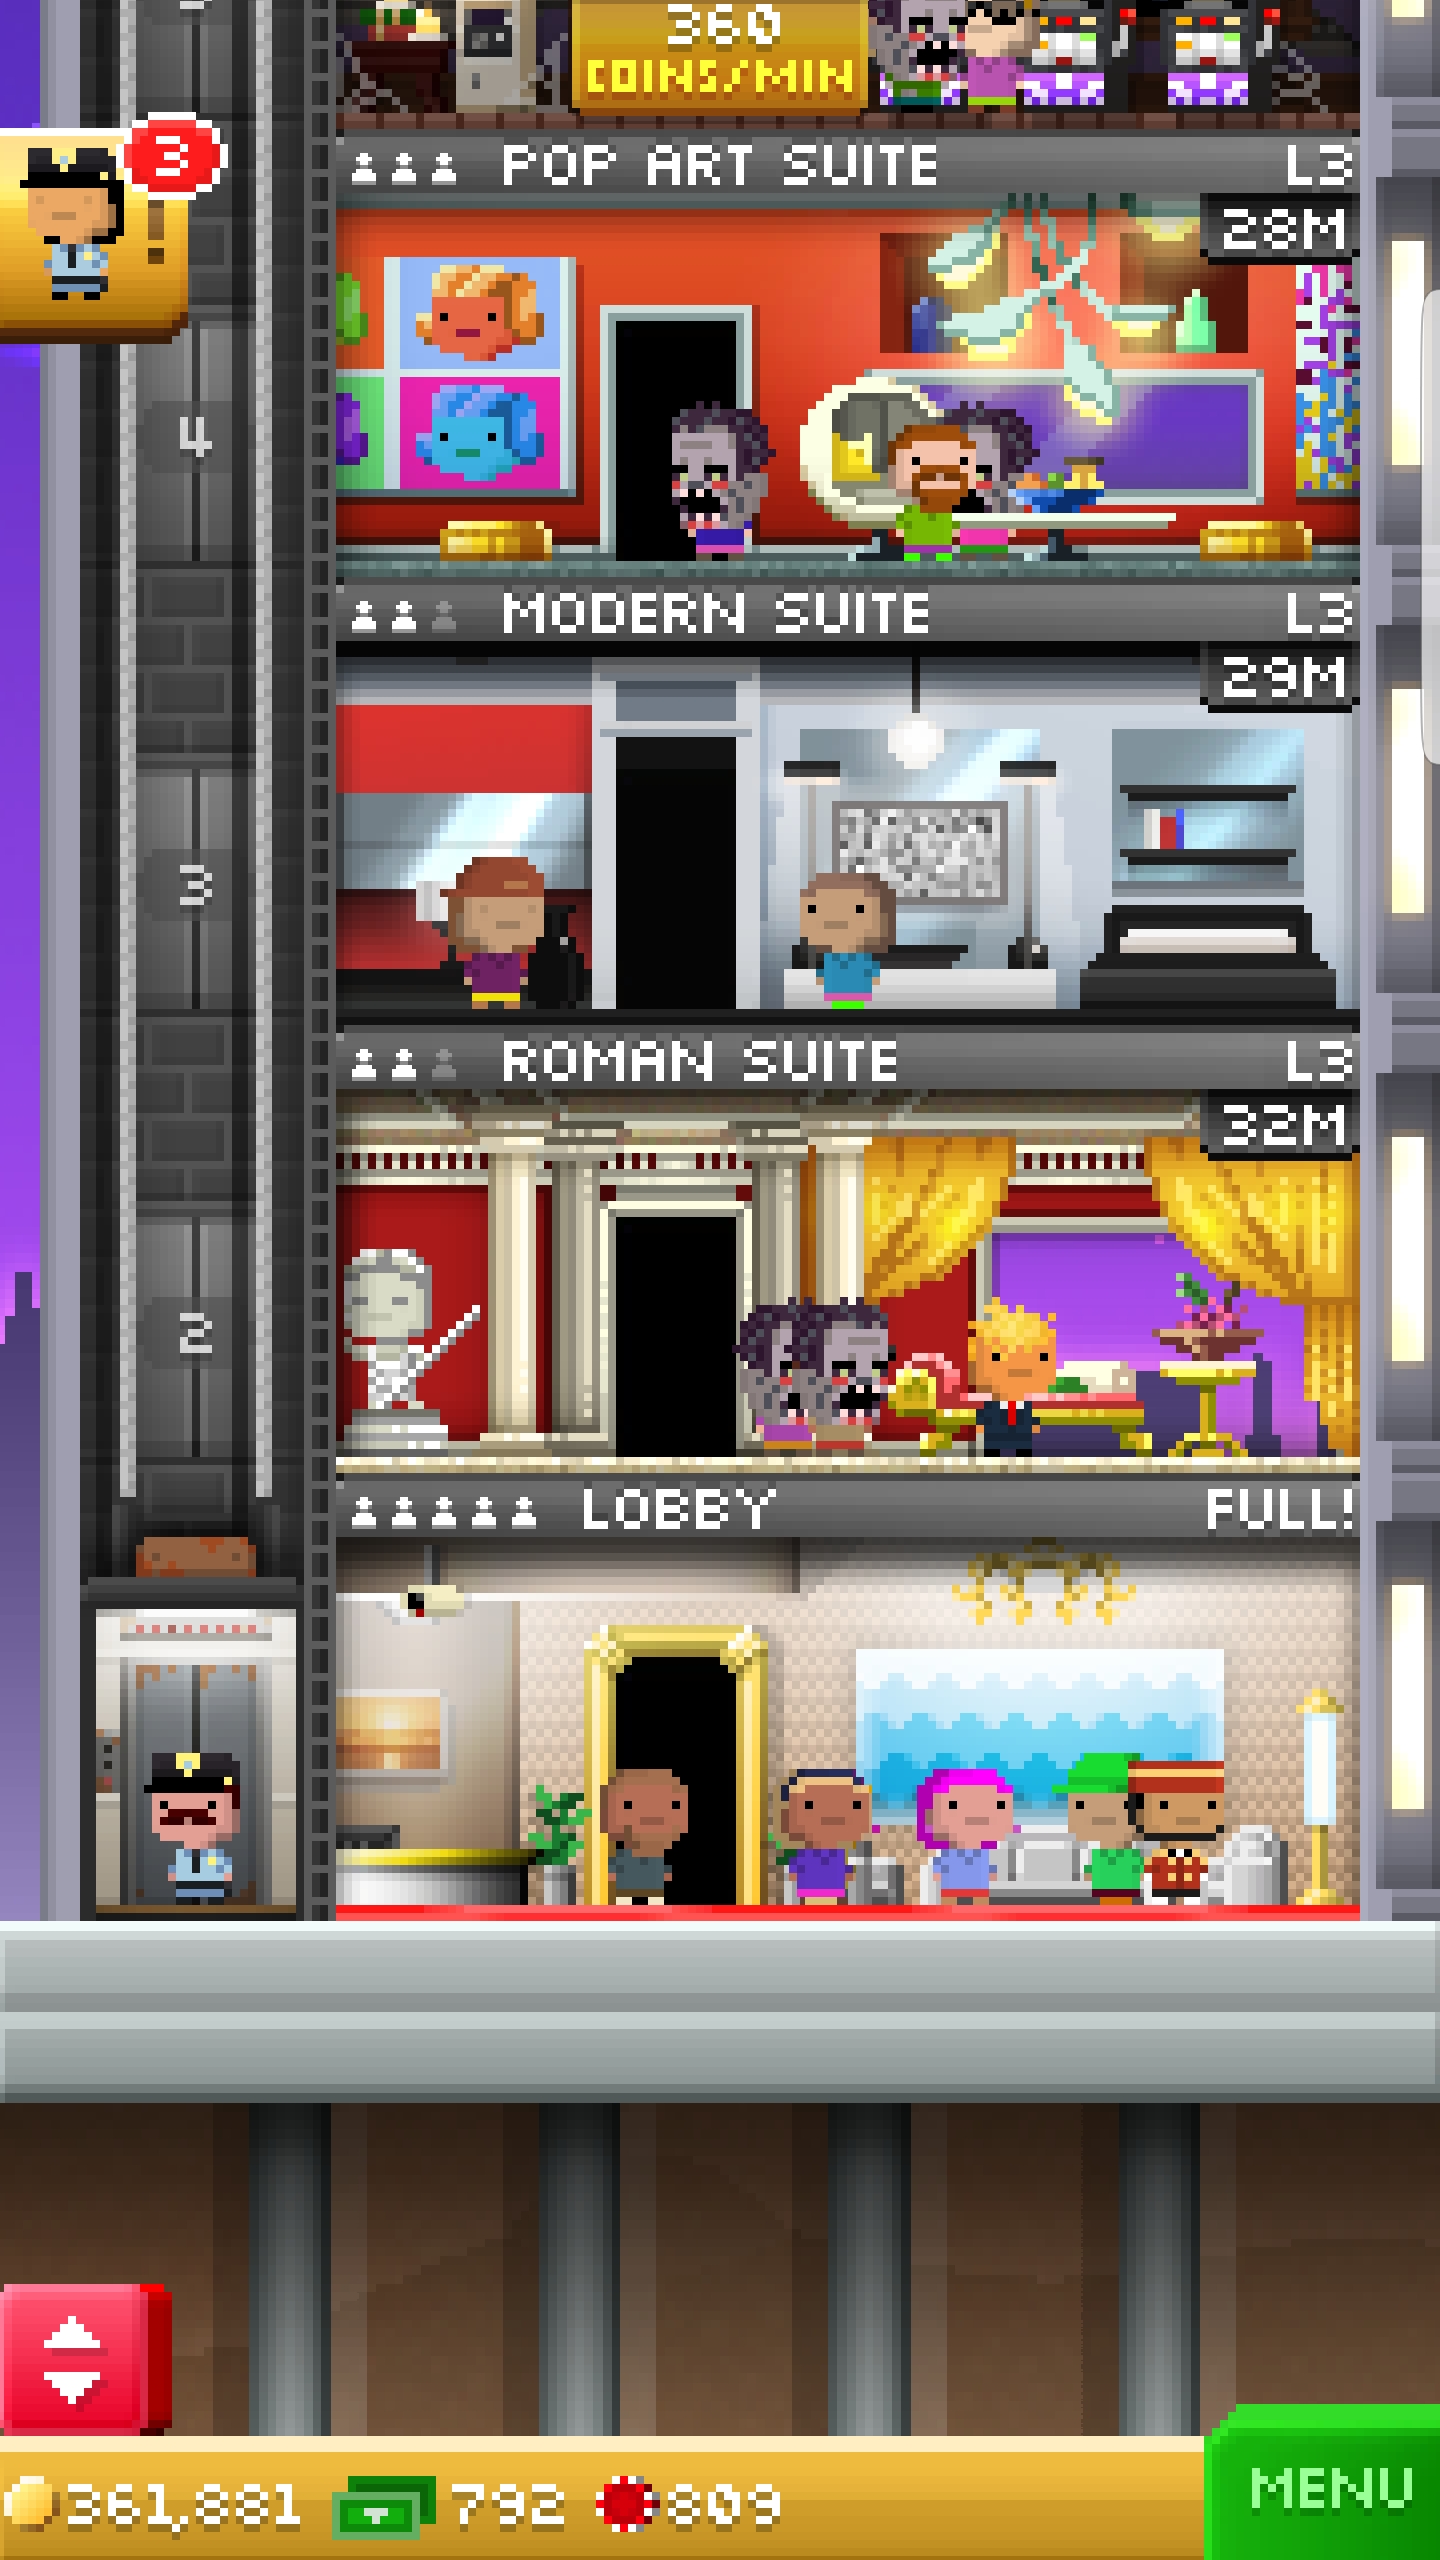 360
COINS/MIN
3
!
POP ART SUITE L3
28M
4
MODERN SUITE L3
29M
3
ROMAN SUITE L3
32M
2
LOBBY FULL!
361,881 792 809
MENU